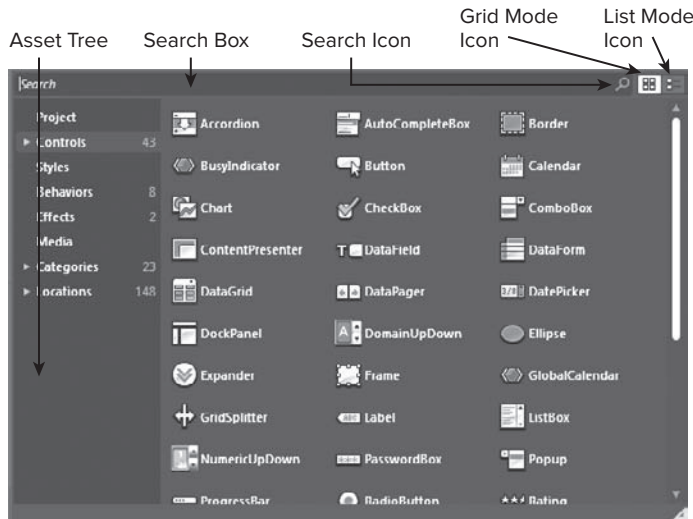 Asset Tree
Search Box
Search Icon
Grid Mode
Icon
List Mode
Icon
Search
Project
Controls 43
Styles
Behaviors 8
Effects 2
Media
Categories 23
Locations 148
Accordion AutoCompleteBox Border
BusyIndicator Button Calendar
Chart CheckBox ComboBox
ContentPresenter DataField DataForm
DataGrid DataPager DatePicker
DockPanel DomainUpDown Ellipse
Expander Frame GlobalCalendar
GridSplitter Label ListBox
NumericUpDown PasswordBox Popup
ProgressBar RadioButton Rating